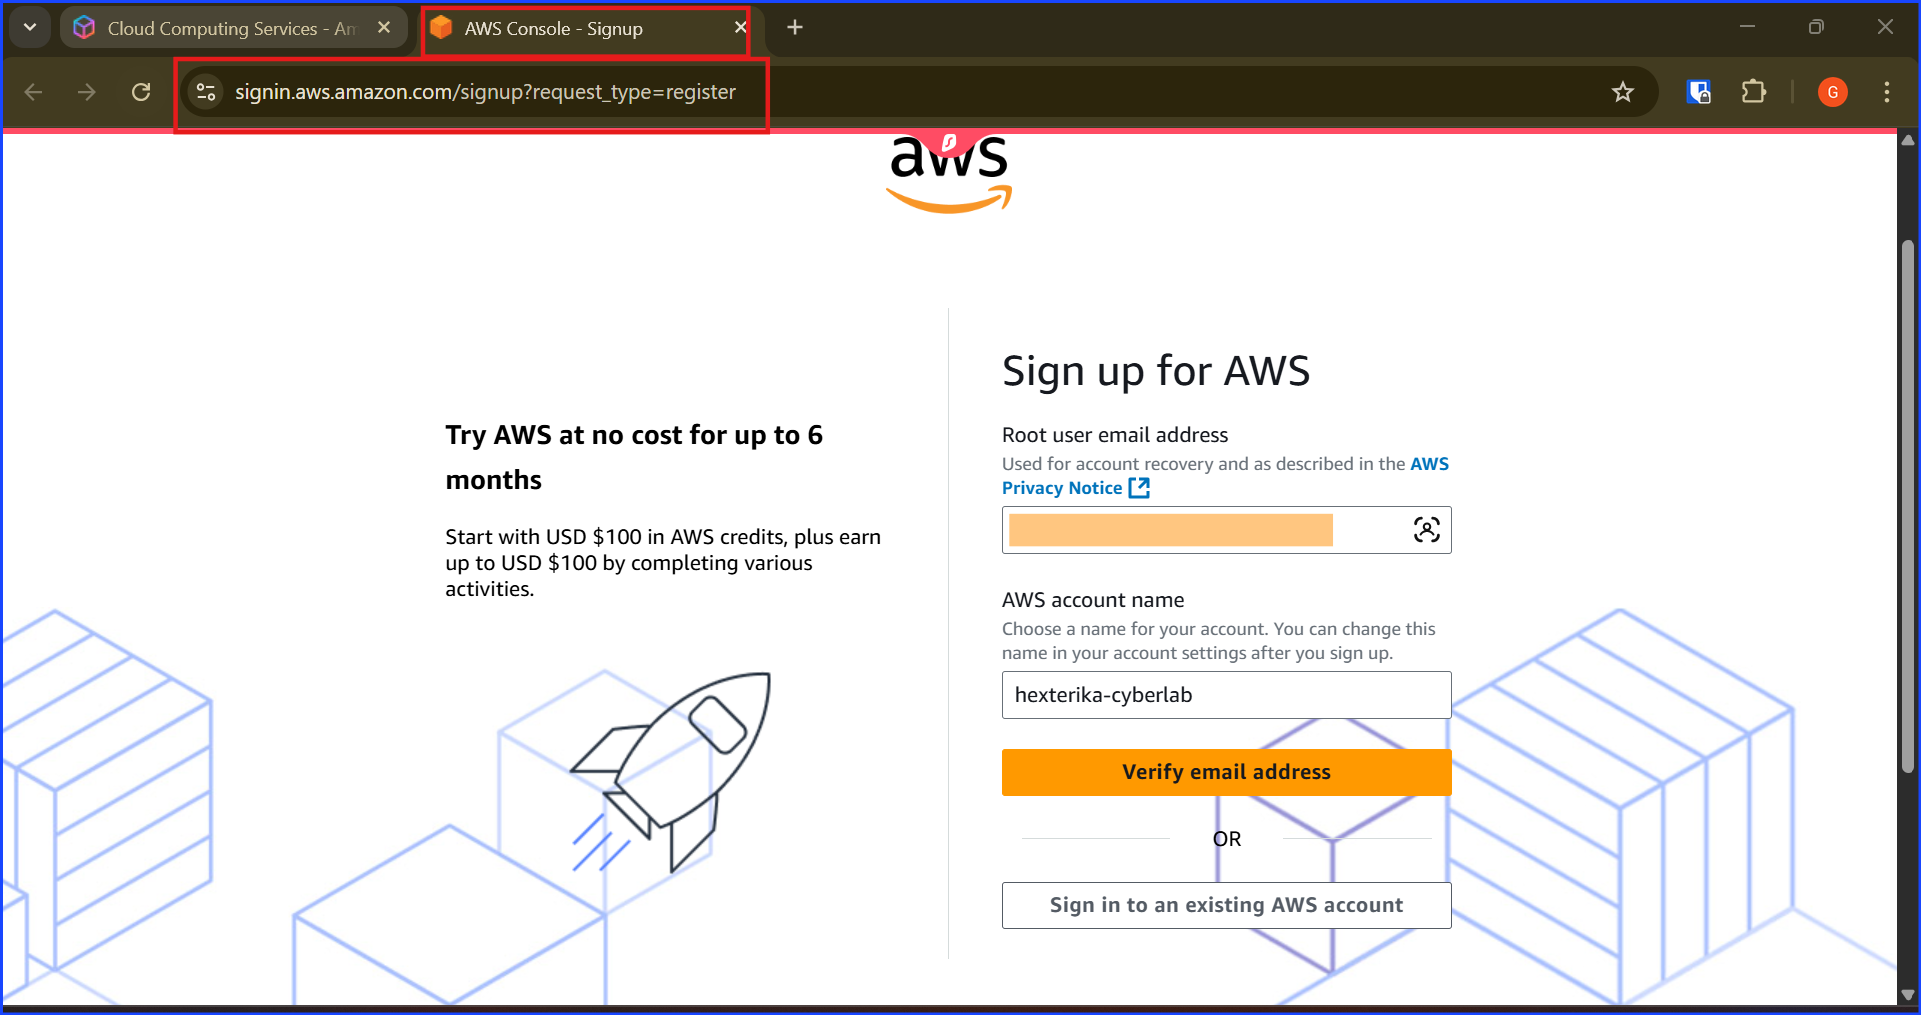 Cloud Computing Services - Am
AWS Console - Signup
signin.aws.amazon.com/signup?request_type=register
G
aws
Try AWS at no cost for up to 6
months
Start with USD $100 in AWS credits, plus earn
up to USD $100 by completing various
activities.
Sign up for AWS
Root user email address
Used for account recovery and as described in the AWS
Privacy Notice
AWS account name
Choose a name for your account. You can change this
name in your account settings after you sign up.
hexterika-cyberlab
Verify email address
OR
Sign in to an existing AWS account